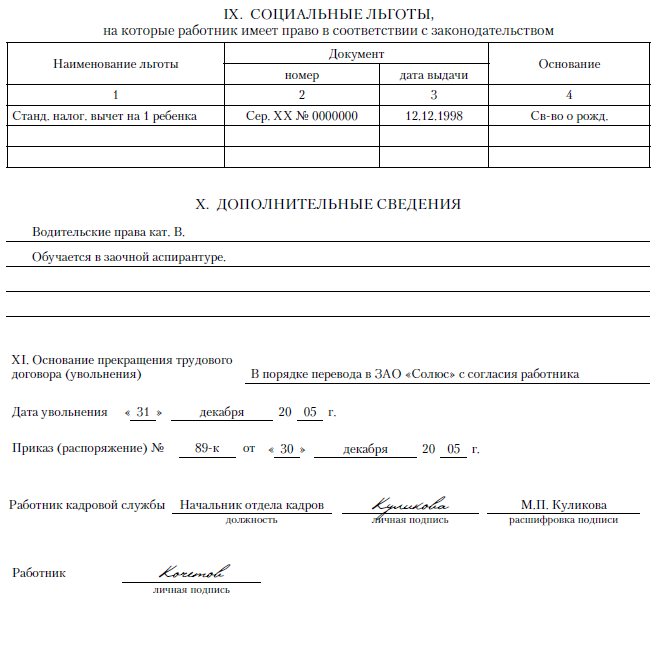 IX. СОЦИАЛЬНЫЕ ЛЬГОТЫ,
на которые работник имеет право в соответствии с законодательством
Наименование льготы Документ Основание
номер дата выдачи
1 2 3 4
Станд. налог. вычет на 1 ребенка Сер. XX № 0000000 12.12.1998 Св-во о рожд.
X. ДОПОЛНИТЕЛЬНЫЕ СВЕДЕНИЯ
Водительские права кат. В.
Обучается в заочной аспирантуре.
XI. Основание прекращения трудового
договора (увольнения) В порядке перевода в ЗАО «Солюс» с согласия работника
Дата увольнения « 31 » декабря 20 05 г.
Приказ (распоряжение) № 89-к от « 30 » декабря 20 05 г.
Работник кадровой службы Начальник отдела кадров Куликова М.П. Куликова
должность личная подпись расшифровка подписи
Работник Кочетов
личная подпись